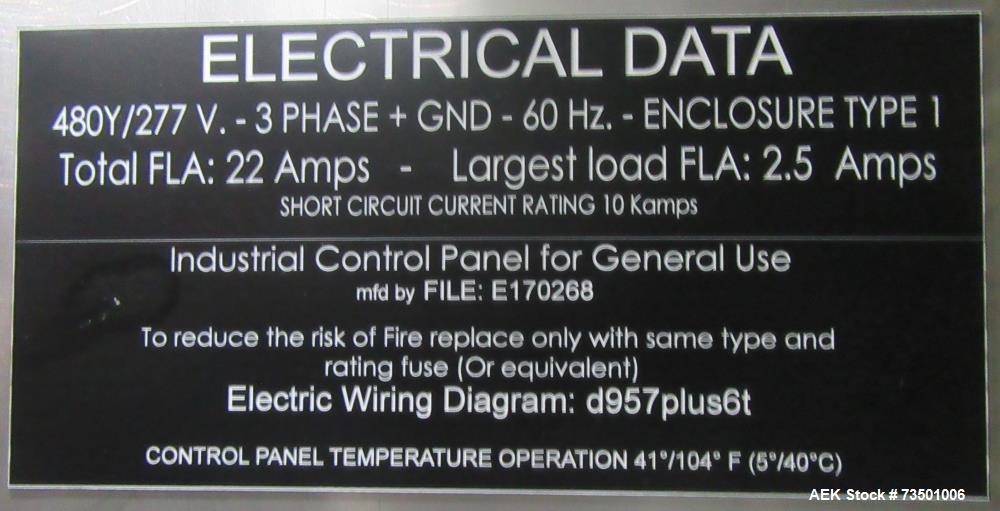 ELECTRICAL DATA
480Y/277 V. - 3 PHASE + GND - 60 Hz. - ENCLOSURE TYPE 1
Total FLA: 22 Amps - Largest load FLA: 2.5 Amps
SHORT CIRCUIT CURRENT RATING 10 Kamps
Industrial Control Panel for General Use
mfd by FILE: E170268
To reduce the risk of Fire replace only with same type and
rating fuse (Or equivalent)
Electric Wiring Diagram: d957plus6t
CONTROL PANEL TEMPERATURE OPERATION 41°/104° F (5°/40°C)
AEK Stock # 73501006